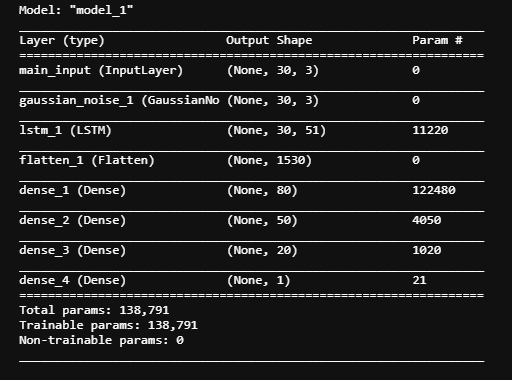 Model: "model_1"
Layer (type) Output Shape Param #
main_input (InputLayer) (None, 30, 3) 0
gaussian_noise_1 (GaussianNo (None, 30, 3) 0
lstm_1 (LSTM) (None, 30, 51) 11220
flatten_1 (Flatten) (None, 1530) 0
dense_1 (Dense) (None, 80) 122480
dense_2 (Dense) (None, 50) 4050
dense_3 (Dense) (None, 20) 1020
dense_4 (Dense) (None, 1) 21
Total params: 138,791
Trainable params: 138,791
Non-trainable params: 0